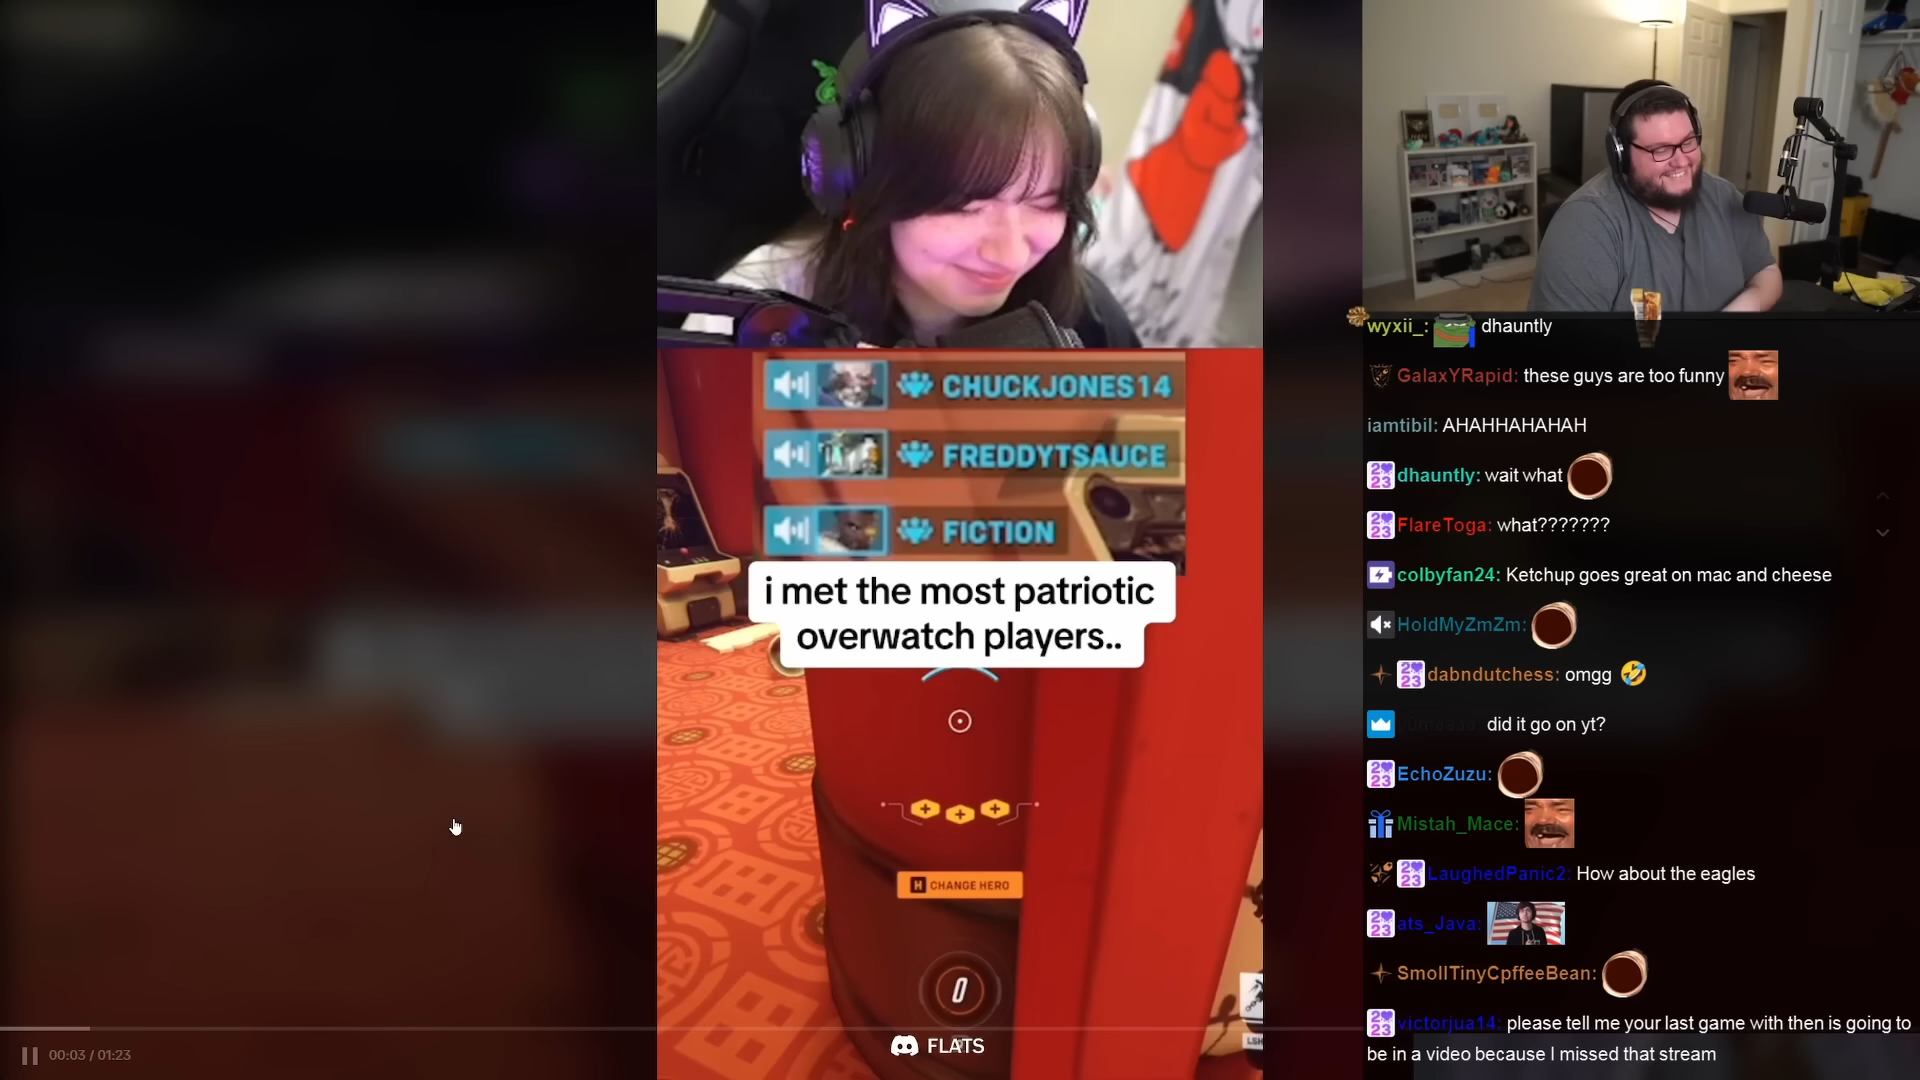 CHUCKJONES14
FREDDYTSAUCE
FICTION
i met the most patriotic
overwatch players..
H CHANGE HERO
0
FLATS
00:03 / 01:23
wyxii_: dhauntly
GalaxYRapid: these guys are too funny
iamtibil: AHAHHAHAHAH
dhauntly: wait what
FlareToga: what???????
colbyfan24: Ketchup goes great on mac and cheese
HoldMyZmZm:
dabndutchess: omgg
did it go on yt?
EchoZuzu:
Mistah_Mace:
LaughedPanic2: How about the eagles
ats_Java:
SmollTinyCpffeeBean:
victorjua14: please tell me your last game with then is going to
be in a video because I missed that stream